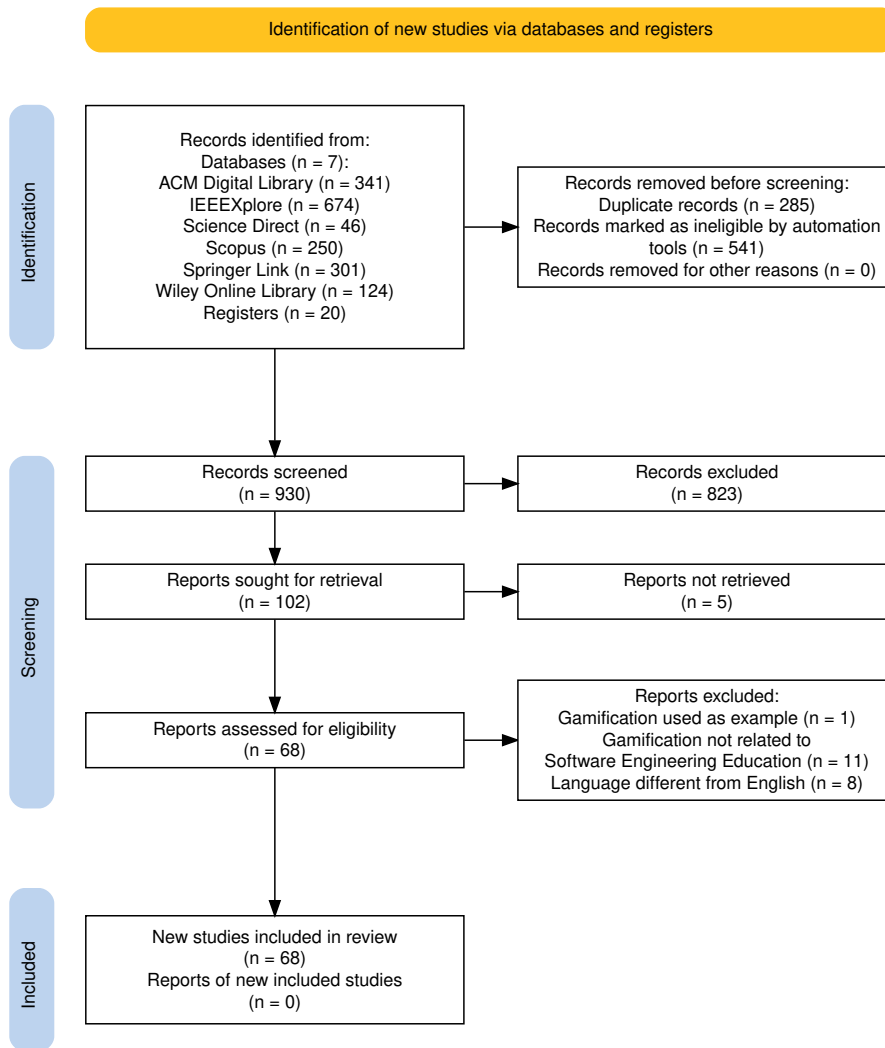 Identification of new studies via databases and registers
Identification
Records identified from:
Databases (n = 7):
ACM Digital Library (n = 341)
IEEEXplore (n = 674)
Science Direct (n = 46)
Scopus (n = 250)
Springer Link (n = 301)
Wiley Online Library (n = 124)
Registers (n = 20)
Records removed before screening:
Duplicate records (n = 285)
Records marked as ineligible by automation
tools (n = 541)
Records removed for other reasons (n = 0)
Screening
Records screened
(n = 930)
Records excluded
(n = 823)
Reports sought for retrieval
(n = 102)
Reports not retrieved
(n = 5)
Reports assessed for eligibility
(n = 68)
Reports excluded:
Gamification used as example (n = 1)
Gamification not related to
Software Engineering Education (n = 11)
Language different from English (n = 8)
Included
New studies included in review
(n = 68)
Reports of new included studies
(n = 0)